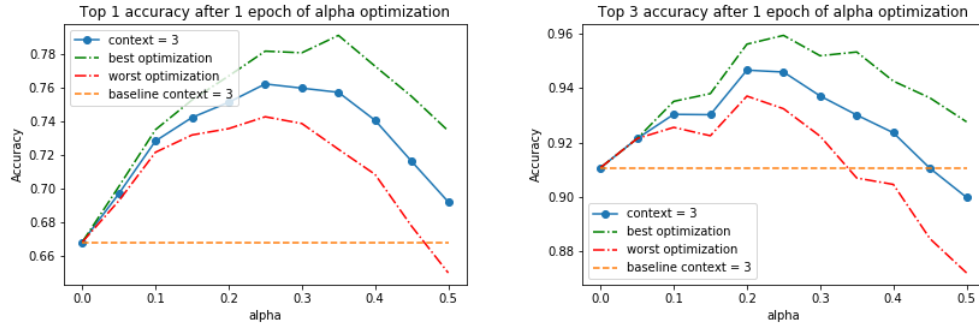 Top 1 accuracy after 1 epoch of alpha optimization
Accuracy
0.78
0.76
0.74
0.72
0.70
0.68
0.66
context = 3
best optimization
worst optimization
baseline context = 3
0.0 0.1 0.2 0.3 0.4 0.5
alpha
Top 3 accuracy after 1 epoch of alpha optimization
Accuracy
0.96
0.94
0.92
0.90
0.88
context = 3
best optimization
worst optimization
baseline context = 3
0.0 0.1 0.2 0.3 0.4 0.5
alpha